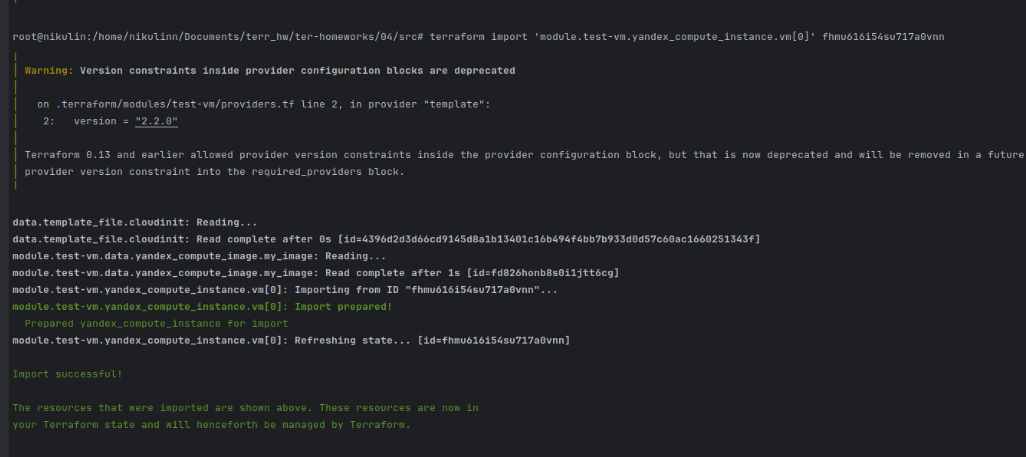 root@nikulin:/home/nikulinn/Documents/terr_hw/ter-homeworks/04/src# terraform import 'module.test-vm.yandex_compute_instance.vm[0]' fhmu616i54su717a0vnn
Warning: Version constraints inside provider configuration blocks are deprecated
on .terraform/modules/test-vm/providers.tf line 2, in provider "template":
2:   version = "2.2.0"
Terraform 0.13 and earlier allowed provider version constraints inside the provider configuration block, but that is now deprecated and will be removed in a future
provider version constraint into the required_providers block.
data.template_file.cloudinit: Reading...
data.template_file.cloudinit: Read complete after 0s [id=4396d2d3d66cd9145d8a1b13401c16b494f4bb7b933d0d57c60ac1660251343f]
module.test-vm.data.yandex_compute_image.my_image: Reading...
module.test-vm.data.yandex_compute_image.my_image: Read complete after 1s [id=fd826honb8s0i1jtt6cg]
module.test-vm.yandex_compute_instance.vm[0]: Importing from ID "fhmu616i54su717a0vnn"...
module.test-vm.yandex_compute_instance.vm[0]: Import prepared!
Prepared yandex_compute_instance for import
module.test-vm.yandex_compute_instance.vm[0]: Refreshing state... [id=fhmu616i54su717a0vnn]
Import successful!
The resources that were imported are shown above. These resources are now in
your Terraform state and will henceforth be managed by Terraform.